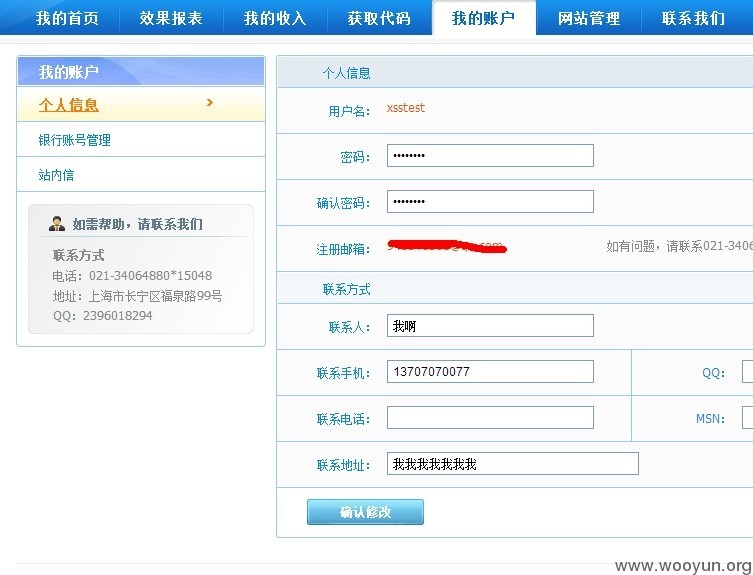 我的首页 效果报表 我的收入 获取代码 我的账户 网站管理 联系我们
我的账户
个人信息
银行账号管理
站内信
如需帮助，请联系我们
联系方式
电话：021-34064880*15048
地址：上海市长宁区福泉路99号
QQ：2396018294
个人信息
用户名： xsstest
密码： ••••••••
确认密码： ••••••••
注册邮箱： 如有问题，请联系021-3406
联系方式
联系人： 我啊
联系手机： 13707070077 QQ：
联系电话： MSN：
联系地址： 我我我我我我我
确认修改
www.wooyun.org